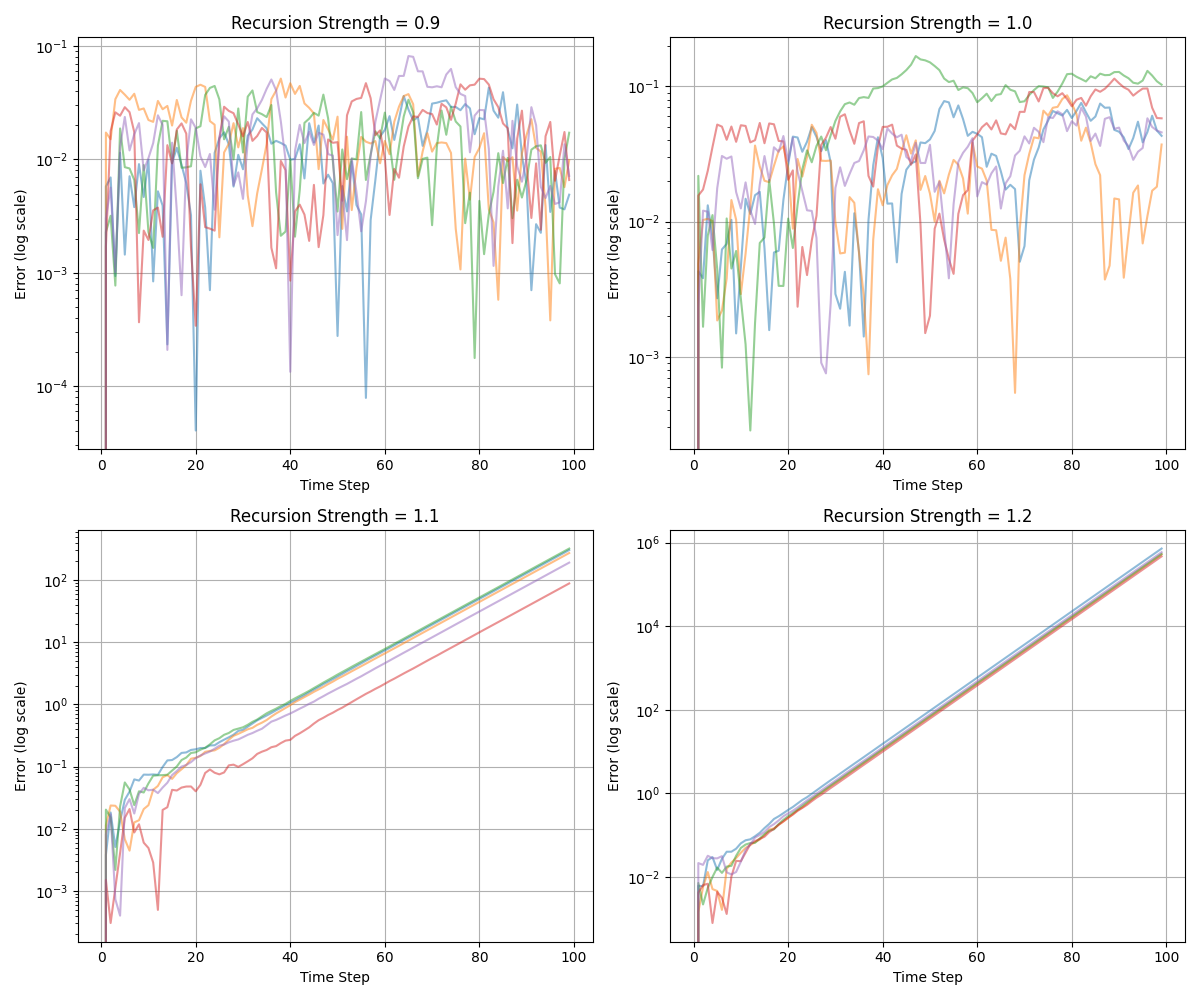 Recursion Strength = 0.9
Error (log scale)
10⁻¹
10⁻²
10⁻³
10⁻⁴
0 20 40 60 80 100
Time Step
Recursion Strength = 1.0
Error (log scale)
10⁻¹
10⁻²
10⁻³
0 20 40 60 80 100
Time Step
Recursion Strength = 1.1
Error (log scale)
10²
10¹
10⁰
10⁻¹
10⁻²
10⁻³
0 20 40 60 80 100
Time Step
Recursion Strength = 1.2
Error (log scale)
10⁶
10⁴
10²
10⁰
10⁻²
0 20 40 60 80 100
Time Step